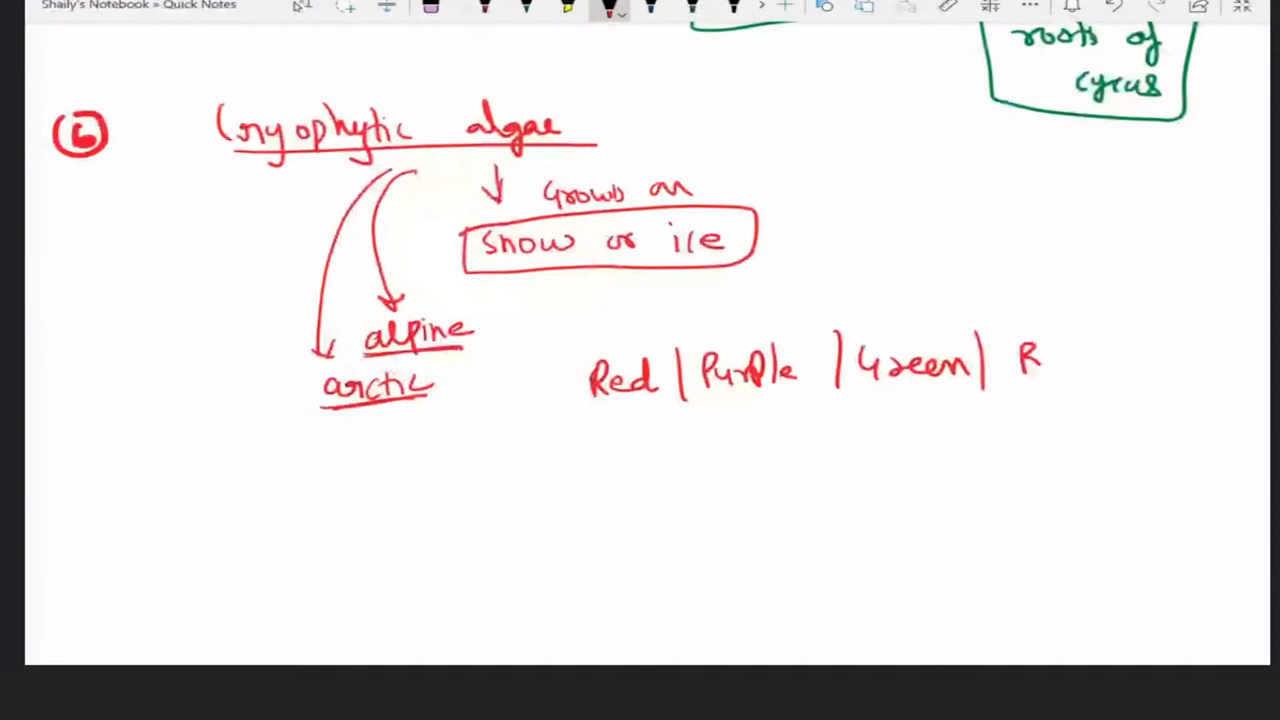 Shaily's Notebook » Quick Notes
roots of
cycus
6 Cryophytic algae
Grows on
Snow or ice
alpine
arctic
Red | Purple | Green | R